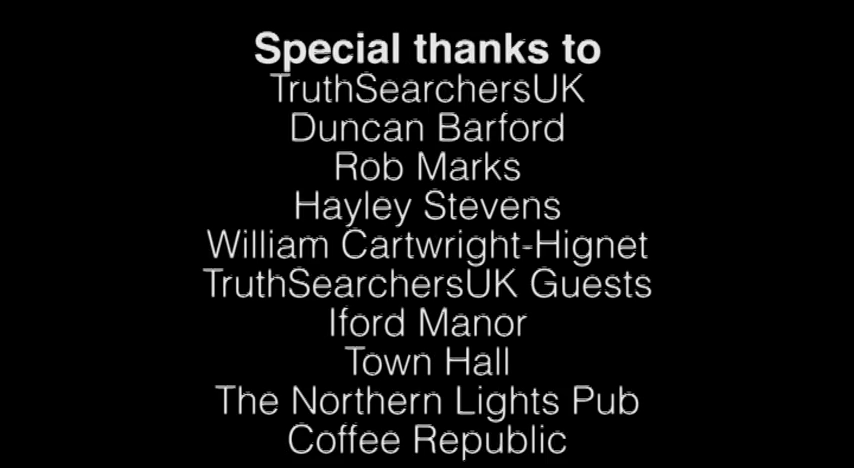 Special thanks to
TruthSearchersUK
Duncan Barford
Rob Marks
Hayley Stevens
William Cartwright-Hignet
TruthSearchersUK Guests
Iford Manor
Town Hall
The Northern Lights Pub
Coffee Republic